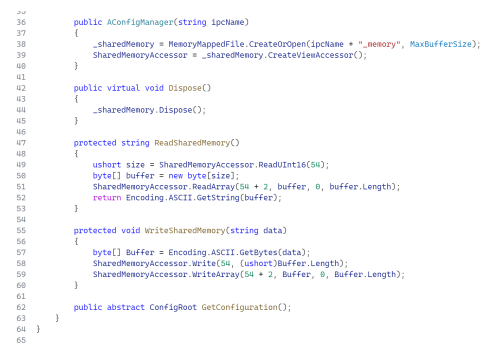 36 public AConfigManager(string ipcName)
37 {
38 _sharedMemory = MemoryMappedFile.CreateOrOpen(ipcName + "_memory", MaxBufferSize);
39 SharedMemoryAccessor = _sharedMemory.CreateViewAccessor();
40 }
41
42 public virtual void Dispose()
43 {
44 _sharedMemory.Dispose();
45 }
46
47 protected string ReadSharedMemory()
48 {
49 ushort size = SharedMemoryAccessor.ReadUInt16(54);
50 byte[] buffer = new byte[size];
51 SharedMemoryAccessor.ReadArray(54 + 2, buffer, 0, buffer.Length);
52 return Encoding.ASCII.GetString(buffer);
53 }
54
55 protected void WriteSharedMemory(string data)
56 {
57 byte[] Buffer = Encoding.ASCII.GetBytes(data);
58 SharedMemoryAccessor.Write(54, (ushort)Buffer.Length);
59 SharedMemoryAccessor.WriteArray(54 + 2, Buffer, 0, Buffer.Length);
60 }
61
62 public abstract ConfigRoot GetConfiguration();
63 }
64 }
65